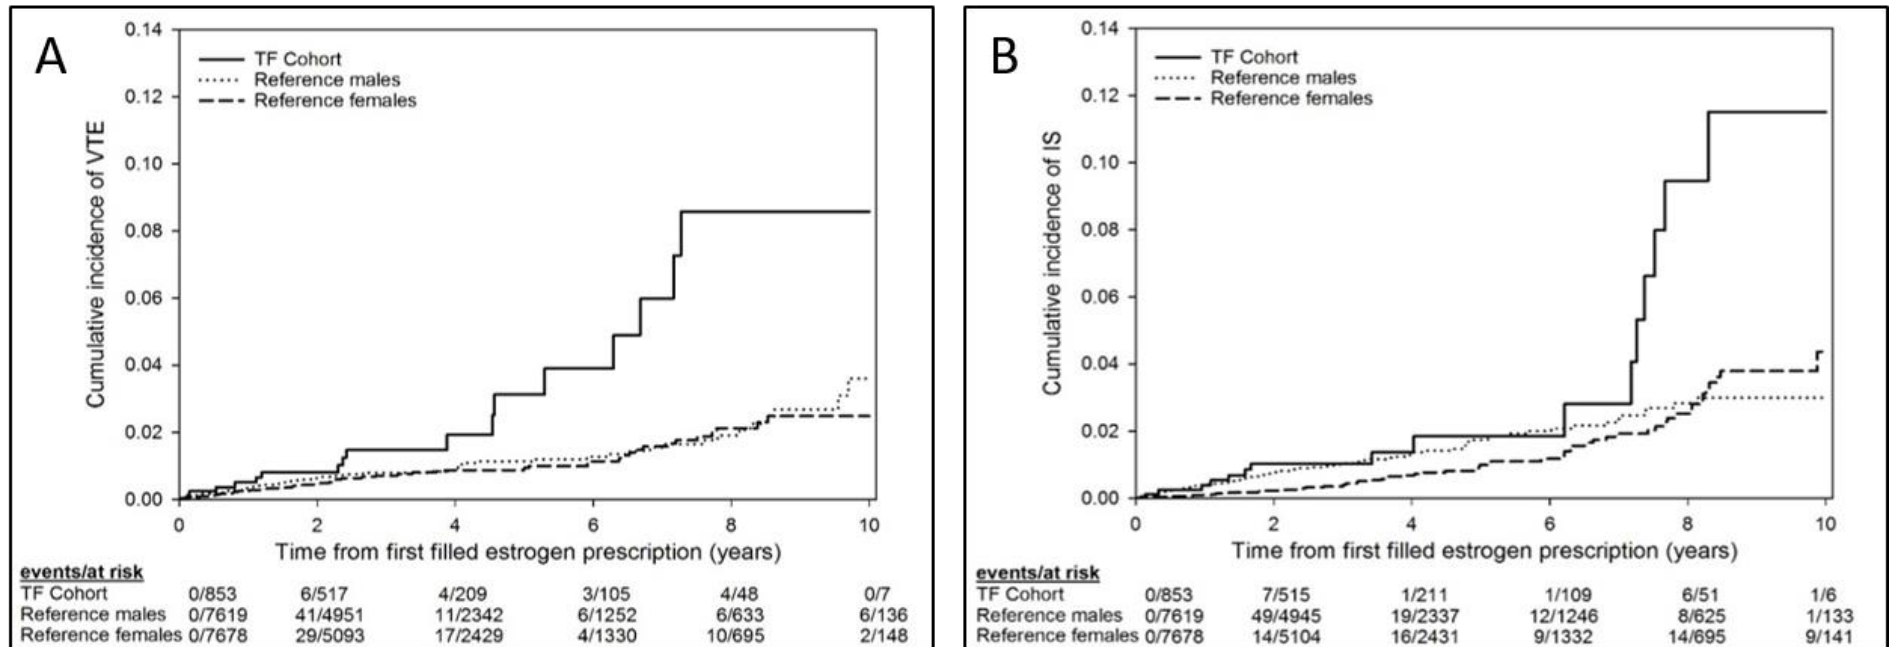 A
0.14
0.12
0.10
0.08
0.06
0.04
0.02
0.00
Cumulative incidence of VTE
TF Cohort
Reference males
Reference females
0 2 4 6 8 10
Time from first filled estrogen prescription (years)
events/at risk
TF Cohort 0/853 6/517 4/209 3/105 4/48 0/7
Reference males 0/7619 41/4951 11/2342 6/1252 6/633 6/136
Reference females 0/7678 29/5093 17/2429 4/1330 10/695 2/148
B
0.14
0.12
0.10
0.08
0.06
0.04
0.02
0.00
Cumulative incidence of IS
TF Cohort
Reference males
Reference females
0 2 4 6 8 10
Time from first filled estrogen prescription (years)
events/at risk
TF Cohort 0/853 7/515 1/211 1/109 6/51 1/6
Reference males 0/7619 49/4945 19/2337 12/1246 8/625 1/133
Reference females 0/7678 14/5104 16/2431 9/1332 14/695 9/141